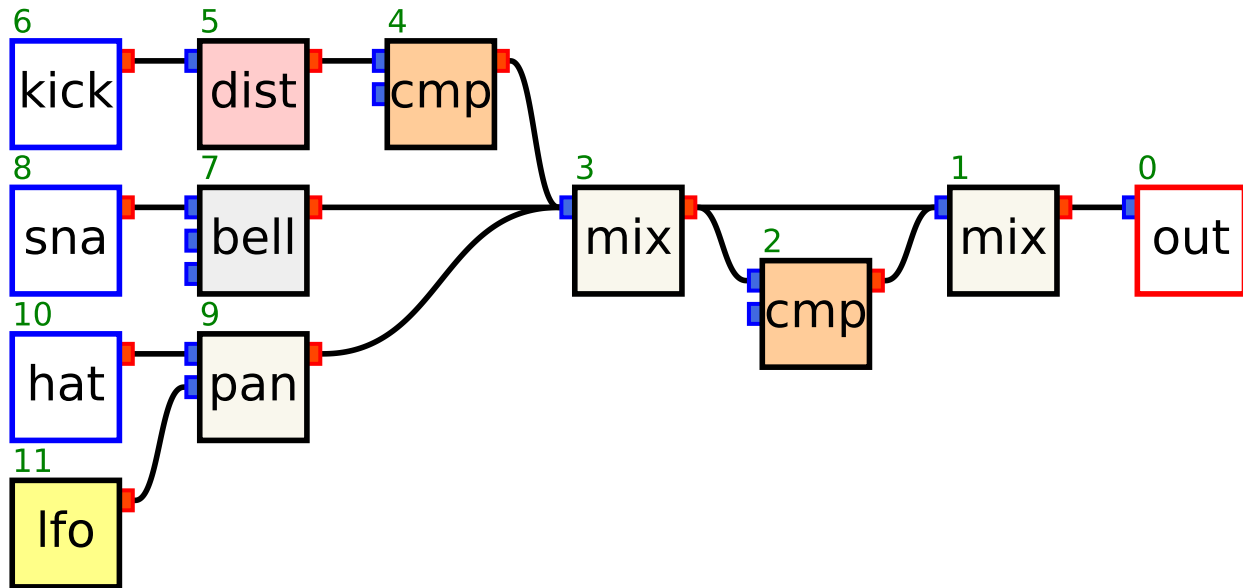 6 5 4
kick dist cmp
8 7 3 1 0
sna bell mix mix out
2
cmp
10 9
hat pan
11
lfo